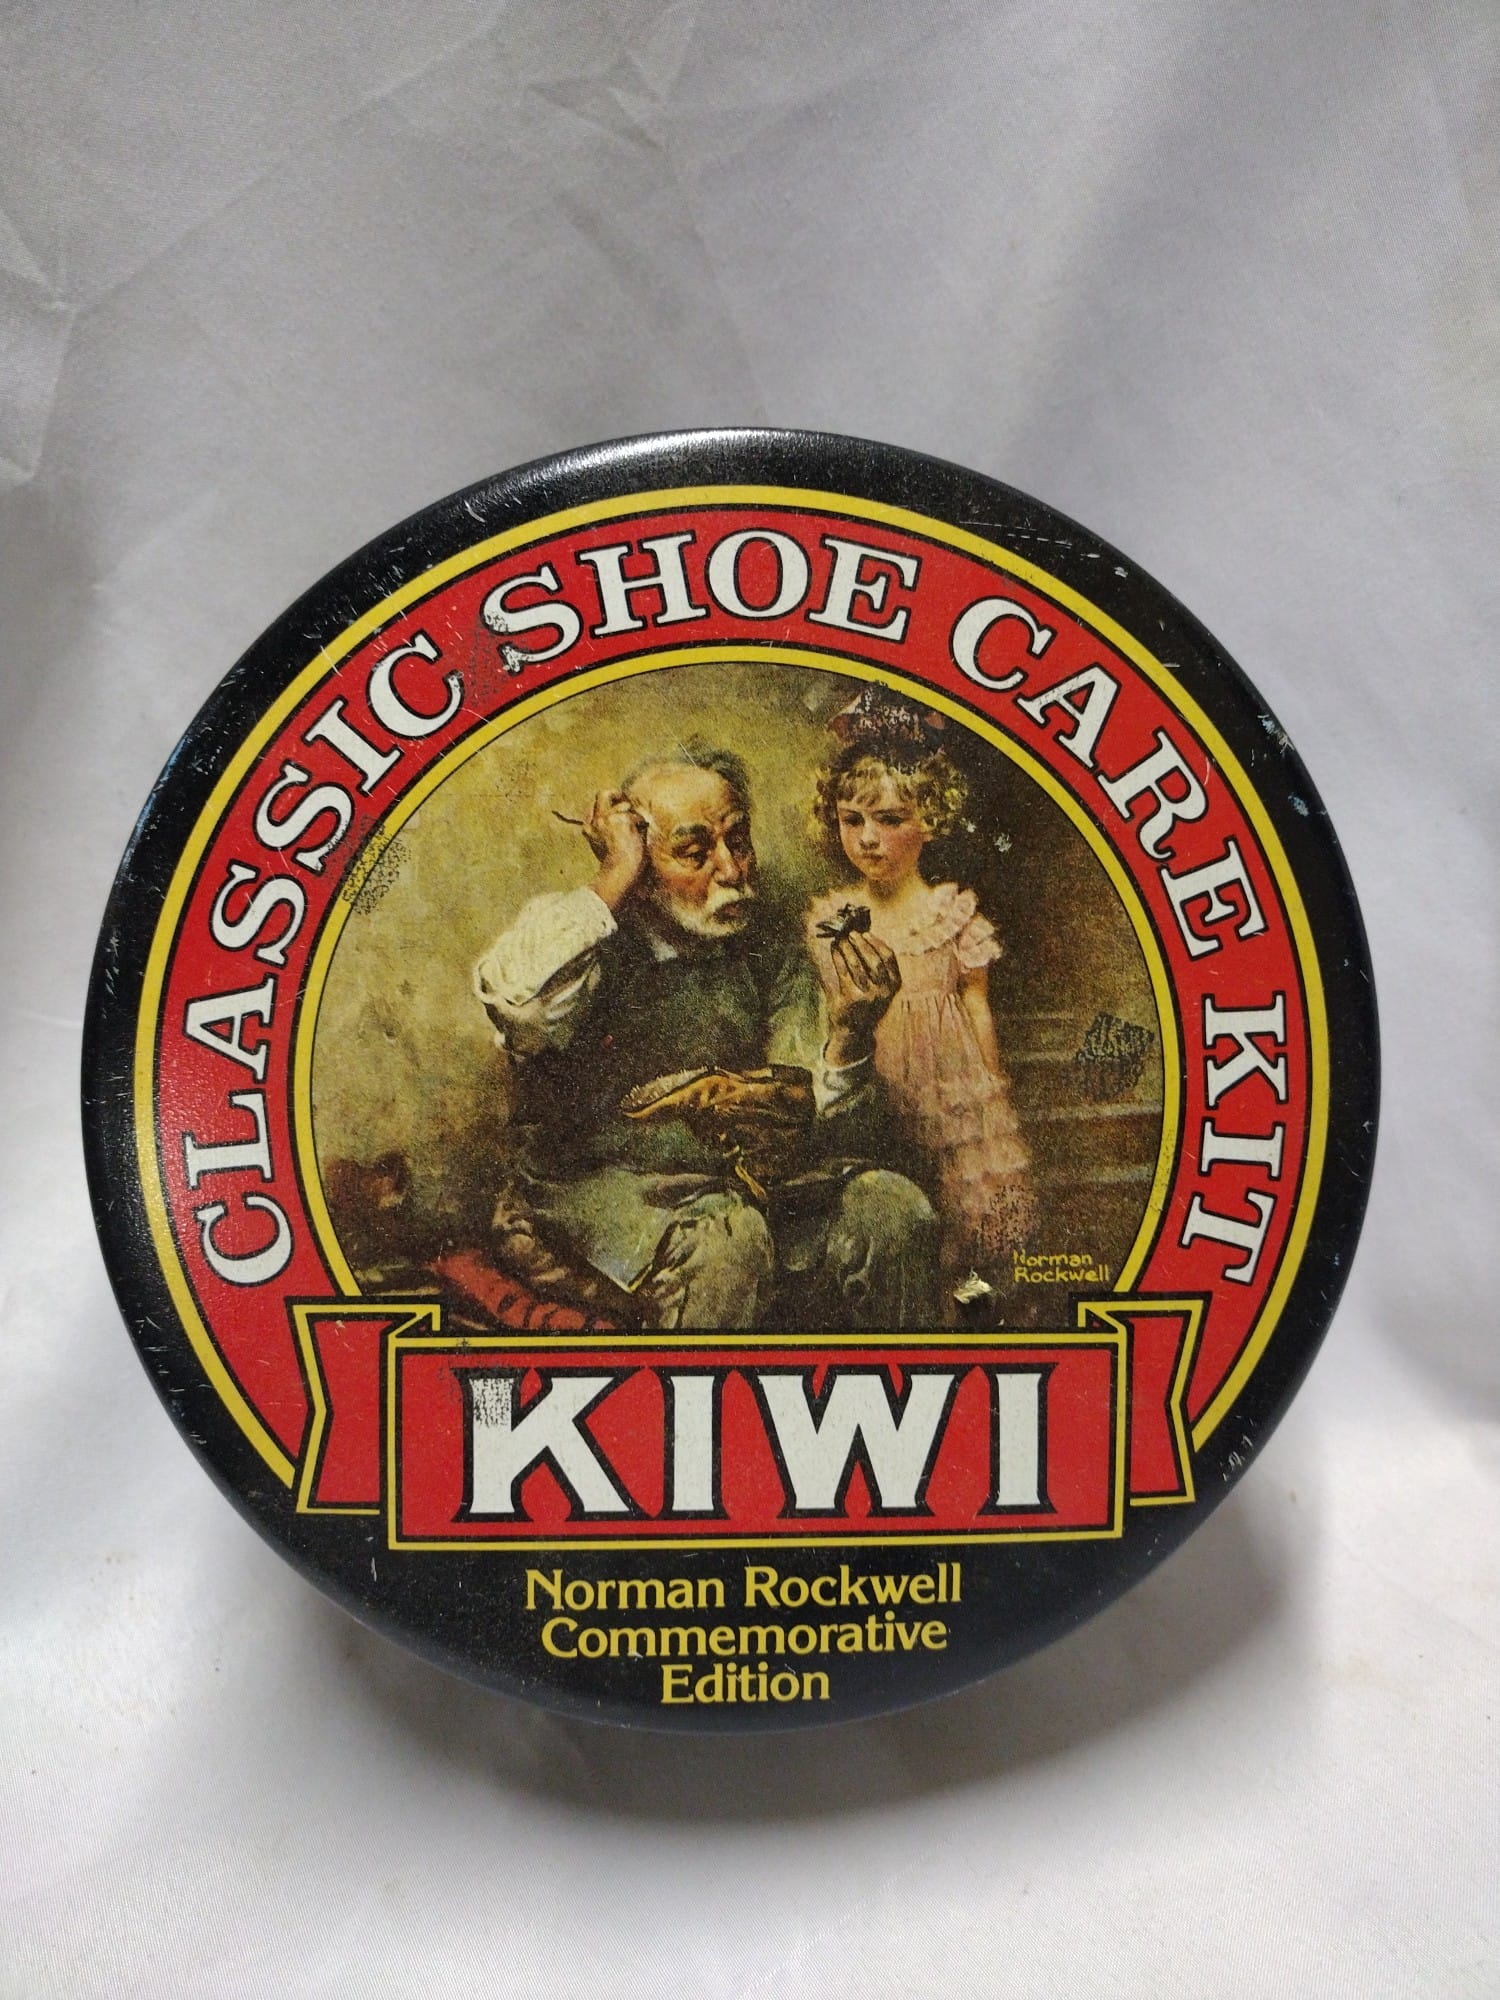 CLASSIC SHOE CARE KIT
Norman
Rockwell
KIWI
Norman Rockwell
Commemorative
Edition